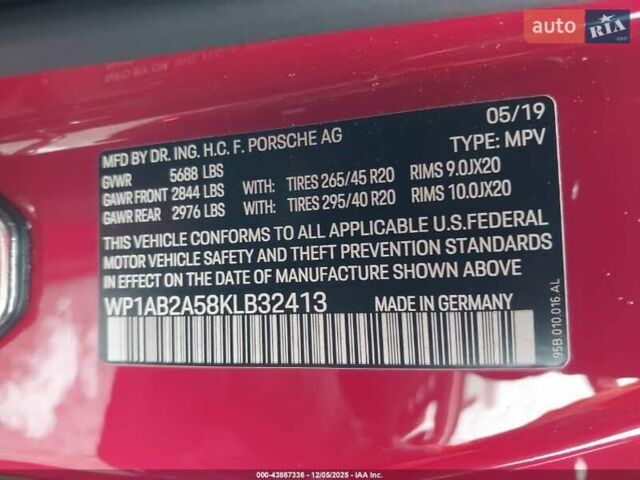 auto RIA
.com
05/19
MFD BY DR. ING. H.C. F. PORSCHE AG
TYPE: MPV
GVWR 5688 LBS
GAWR FRONT 2844 LBS WITH: TIRES 265/45 R20 RIMS 9.0JX20
GAWR REAR 2976 LBS WITH: TIRES 295/40 R20 RIMS 10.0JX20
THIS VEHICLE CONFORMS TO ALL APPLICABLE U.S.FEDERAL
MOTOR VEHICLE SAFETY AND THEFT PREVENTION STANDARDS
IN EFFECT ON THE DATE OF MANUFACTURE SHOWN ABOVE
WP1AB2A58KLB32413
MADE IN GERMANY
95B.010.016.AL
000-43867336 - 12/05/2025 - IAA Inc.